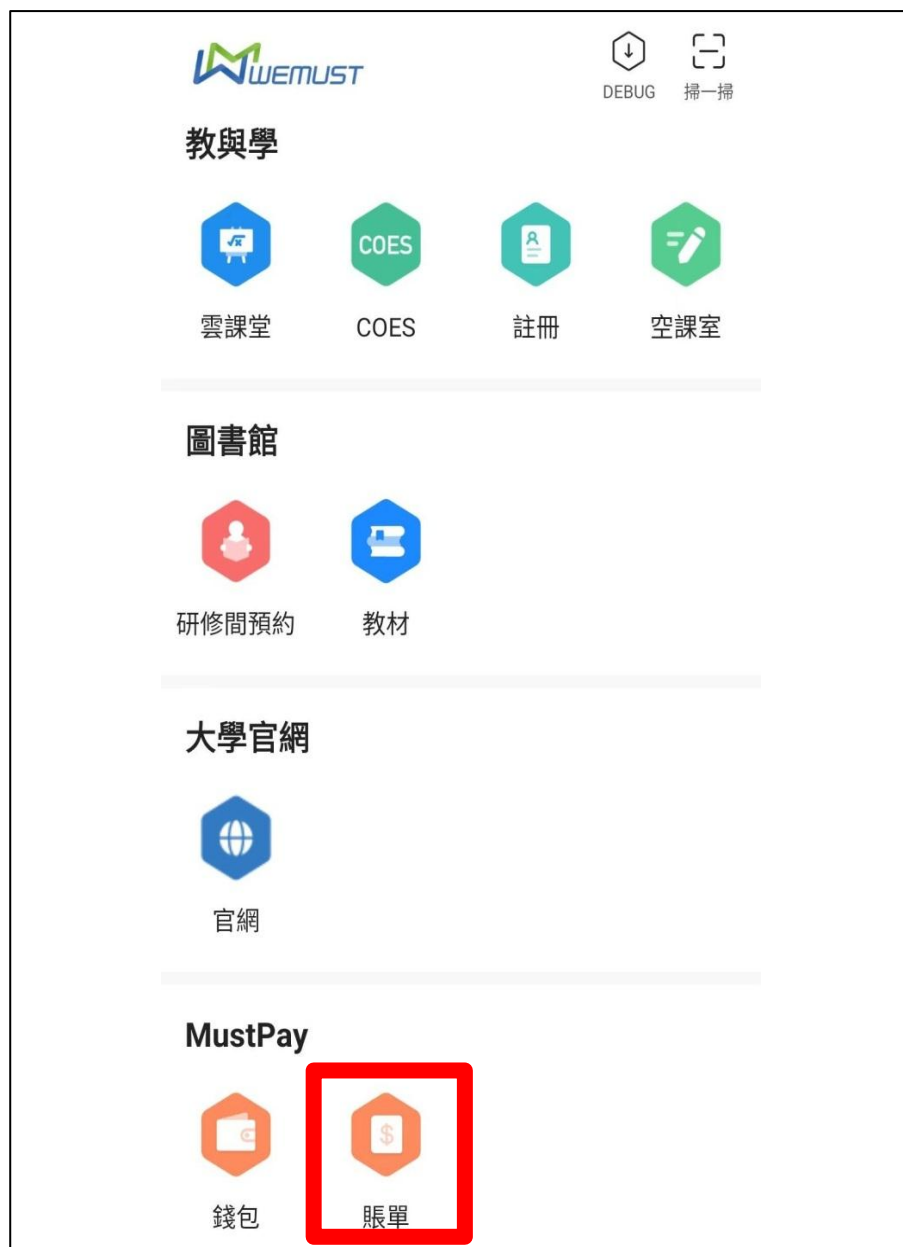 WEMUST
DEBUG 掃一掃
教與學
COES
雲課堂 COES 註冊 空課室
圖書館
研修間預約 教材
大學官網
官網
MustPay
$
錢包 賬單